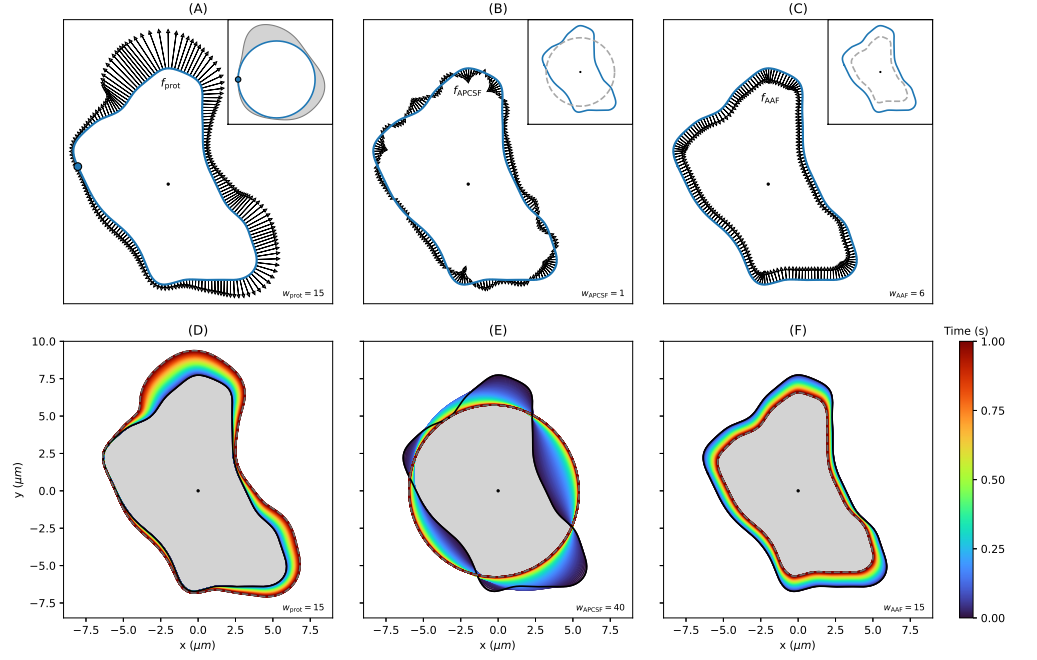 (A)
(B)
(C)
f_prot
f_APCSF
f_AAF
w_prot = 15
w_APCSF = 1
w_AAF = 6
(D)
(E)
(F)
Time (s)
10.0
7.5
5.0
2.5
0.0
−2.5
−5.0
−7.5
y (μm)
w_prot = 15
w_APCSF = 40
w_AAF = 15
1.00
0.75
0.50
0.25
0.00
−7.5 −5.0 −2.5 0.0 2.5 5.0 7.5
−7.5 −5.0 −2.5 0.0 2.5 5.0 7.5
−7.5 −5.0 −2.5 0.0 2.5 5.0 7.5
x (μm)
x (μm)
x (μm)